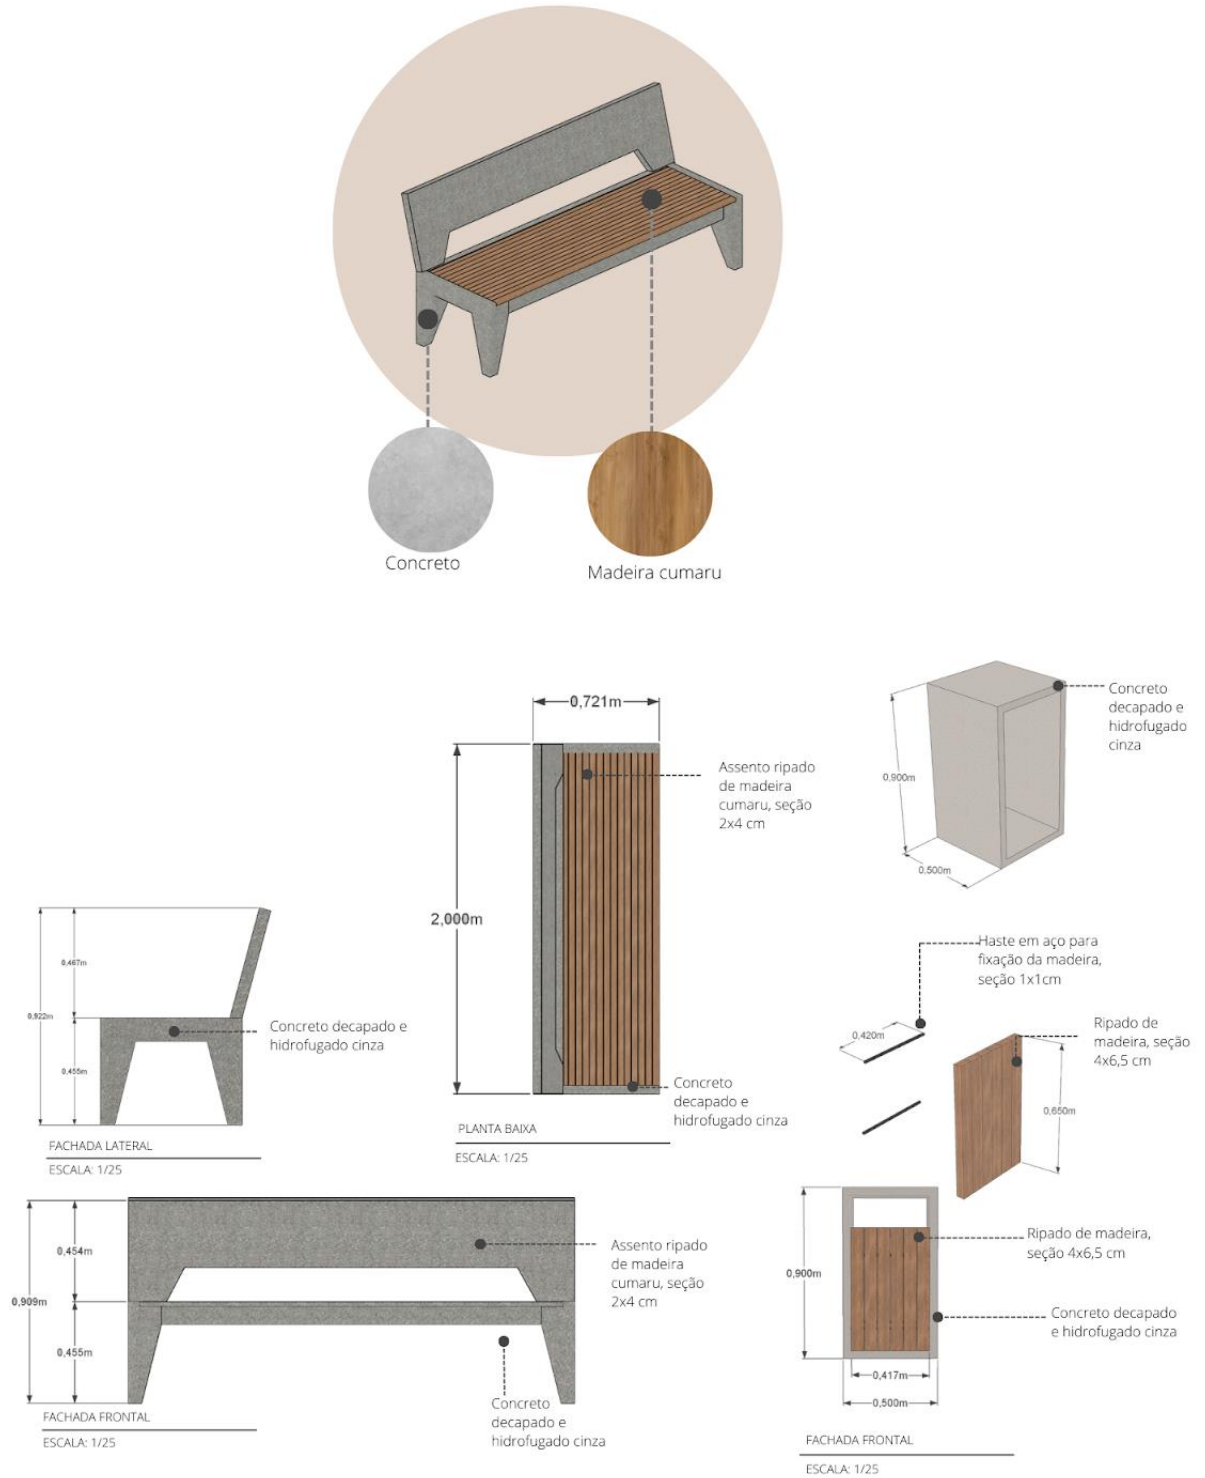 Concreto
Madeira cumaru
0,721m
2,000m
Assento ripado
de madeira
cumaru, seção
2x4 cm
Concreto
decapado e
hidrofugado cinza
PLANTA BAIXA
ESCALA: 1/25
Concreto
decapado e
hidrofugado
cinza
0,900m
0,500m
0,922m
0,467m
0,455m
Concreto decapado e
hidrofugado cinza
FACHADA LATERAL
ESCALA: 1/25
Haste em aço para
fixação da madeira,
seção 1x1cm
0,420m
Ripado de
madeira, seção
4x6,5 cm
0,650m
0,909m
0,454m
0,455m
Assento ripado
de madeira
cumaru, seção
2x4 cm
Concreto
decapado e
hidrofugado cinza
FACHADA FRONTAL
ESCALA: 1/25
0,900m
Ripado de madeira,
seção 4x6,5 cm
Concreto decapado
e hidrofugado cinza
0,417m
0,500m
FACHADA FRONTAL
ESCALA: 1/25